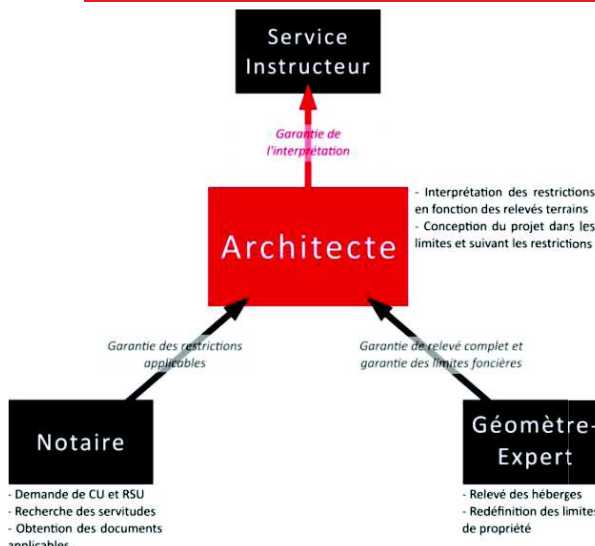 Service
Instructeur
Garantie de
l'interprétation
- Interprétation des restrictions
en fonction des relevés terrains
- Conception du projet dans les
limites et suivant les restrictions
Architecte
Garantie des restrictions
applicables
Garantie de relevé complet et
garantie des limites foncières
Notaire
Géomètre-
Expert
- Demande de CU et RSU
- Recherche des servitudes
- Obtention des documents
applicables
- Relevé des héberges
- Redéfinition des limites
de propriété